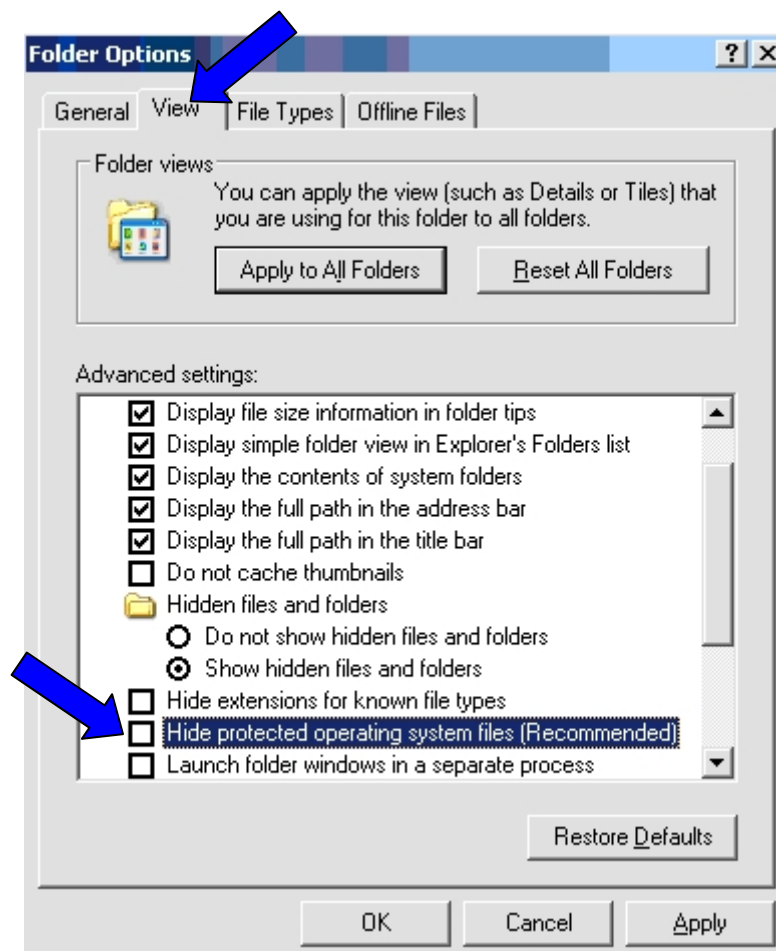 Folder Options
General View File Types Offline Files
Folder views
You can apply the view (such as Details or Tiles) that
you are using for this folder to all folders.
Apply to All Folders Reset All Folders
Advanced settings:
Display file size information in folder tips
Display simple folder view in Explorer's Folders list
Display the contents of system folders
Display the full path in the address bar
Display the full path in the title bar
Do not cache thumbnails
Hidden files and folders
Do not show hidden files and folders
Show hidden files and folders
Hide extensions for known file types
Hide protected operating system files (Recommended)
Launch folder windows in a separate process
Restore Defaults
OK Cancel Apply